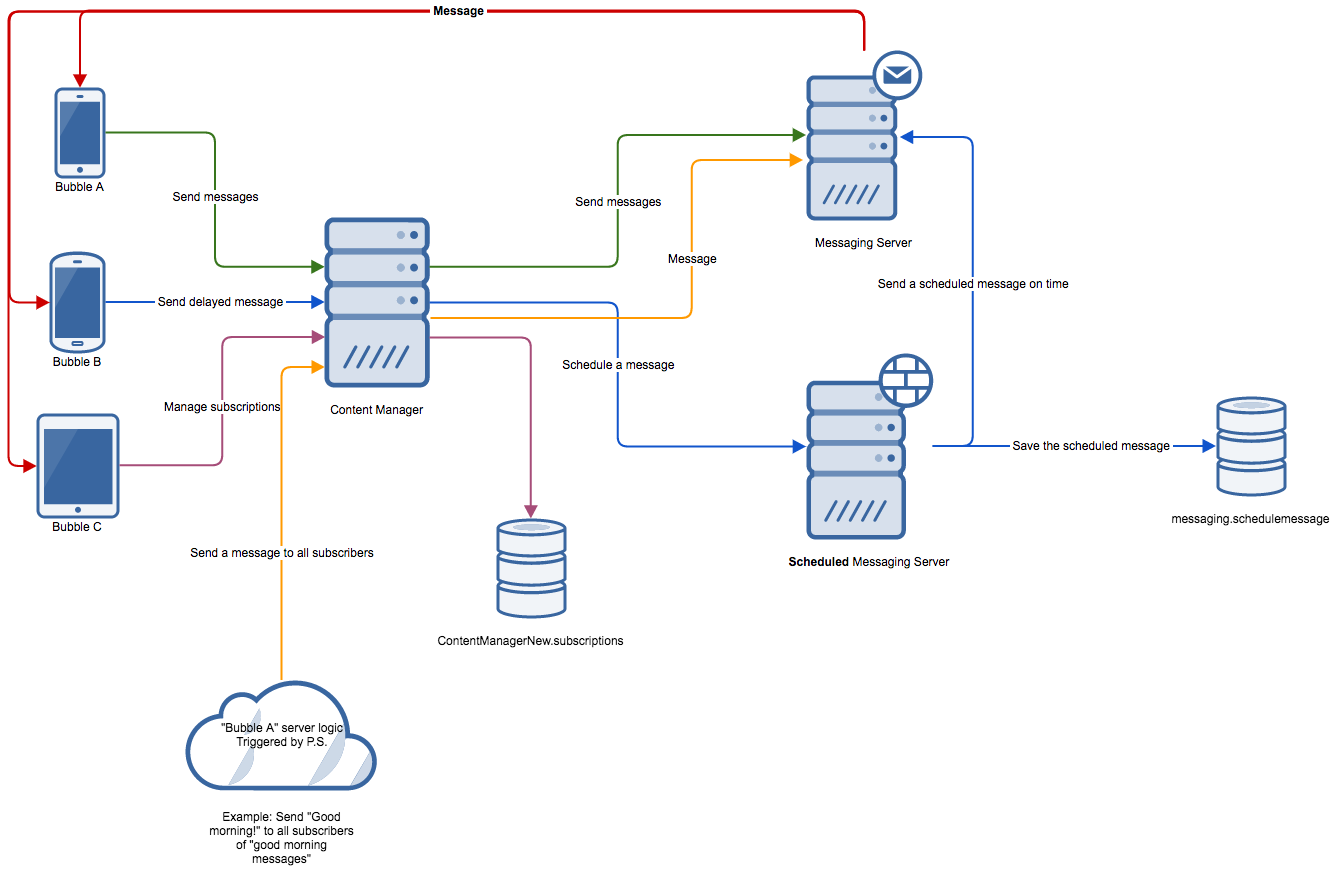 Message
Bubble A
Send messages
Send messages
Messaging Server
Message
Send delayed message
Send a scheduled message on time
Bubble B
Schedule a message
Manage subscriptions
Content Manager
Save the scheduled message
Bubble C
messaging.schedulemessage
Send a message to all subscribers
Scheduled Messaging Server
ContentManagerNew.subscriptions
"Bubble A" server logic
Triggered by P.S.
Example: Send "Good
morning!" to all subscribers
of "good morning
messages"